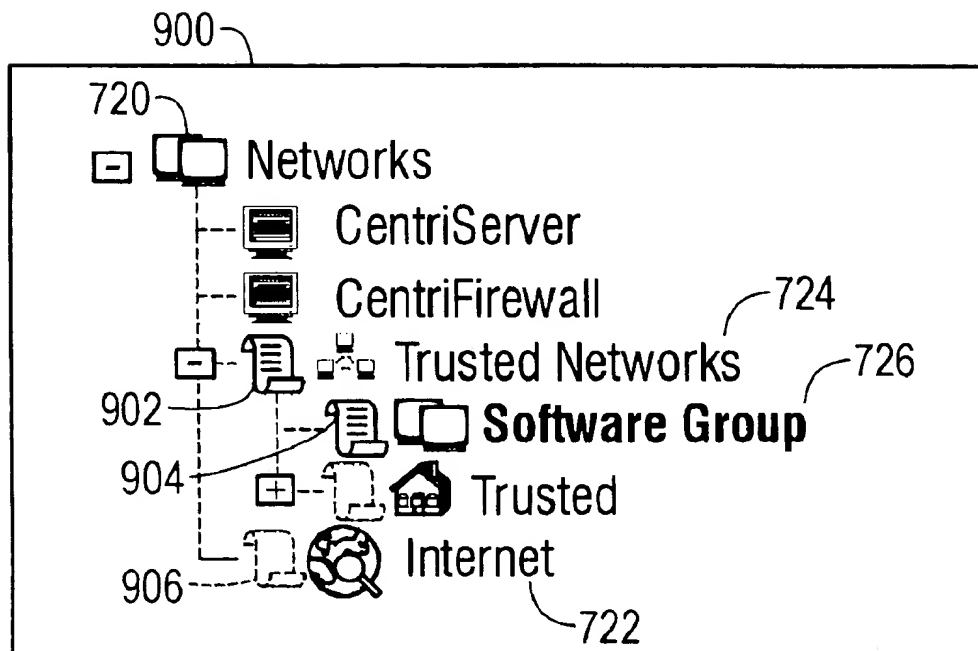 900
720
- Networks
CentriServer
CentriFirewall
724
- Trusted Networks
726
902
Software Group
904
+ Trusted
Internet
906
722